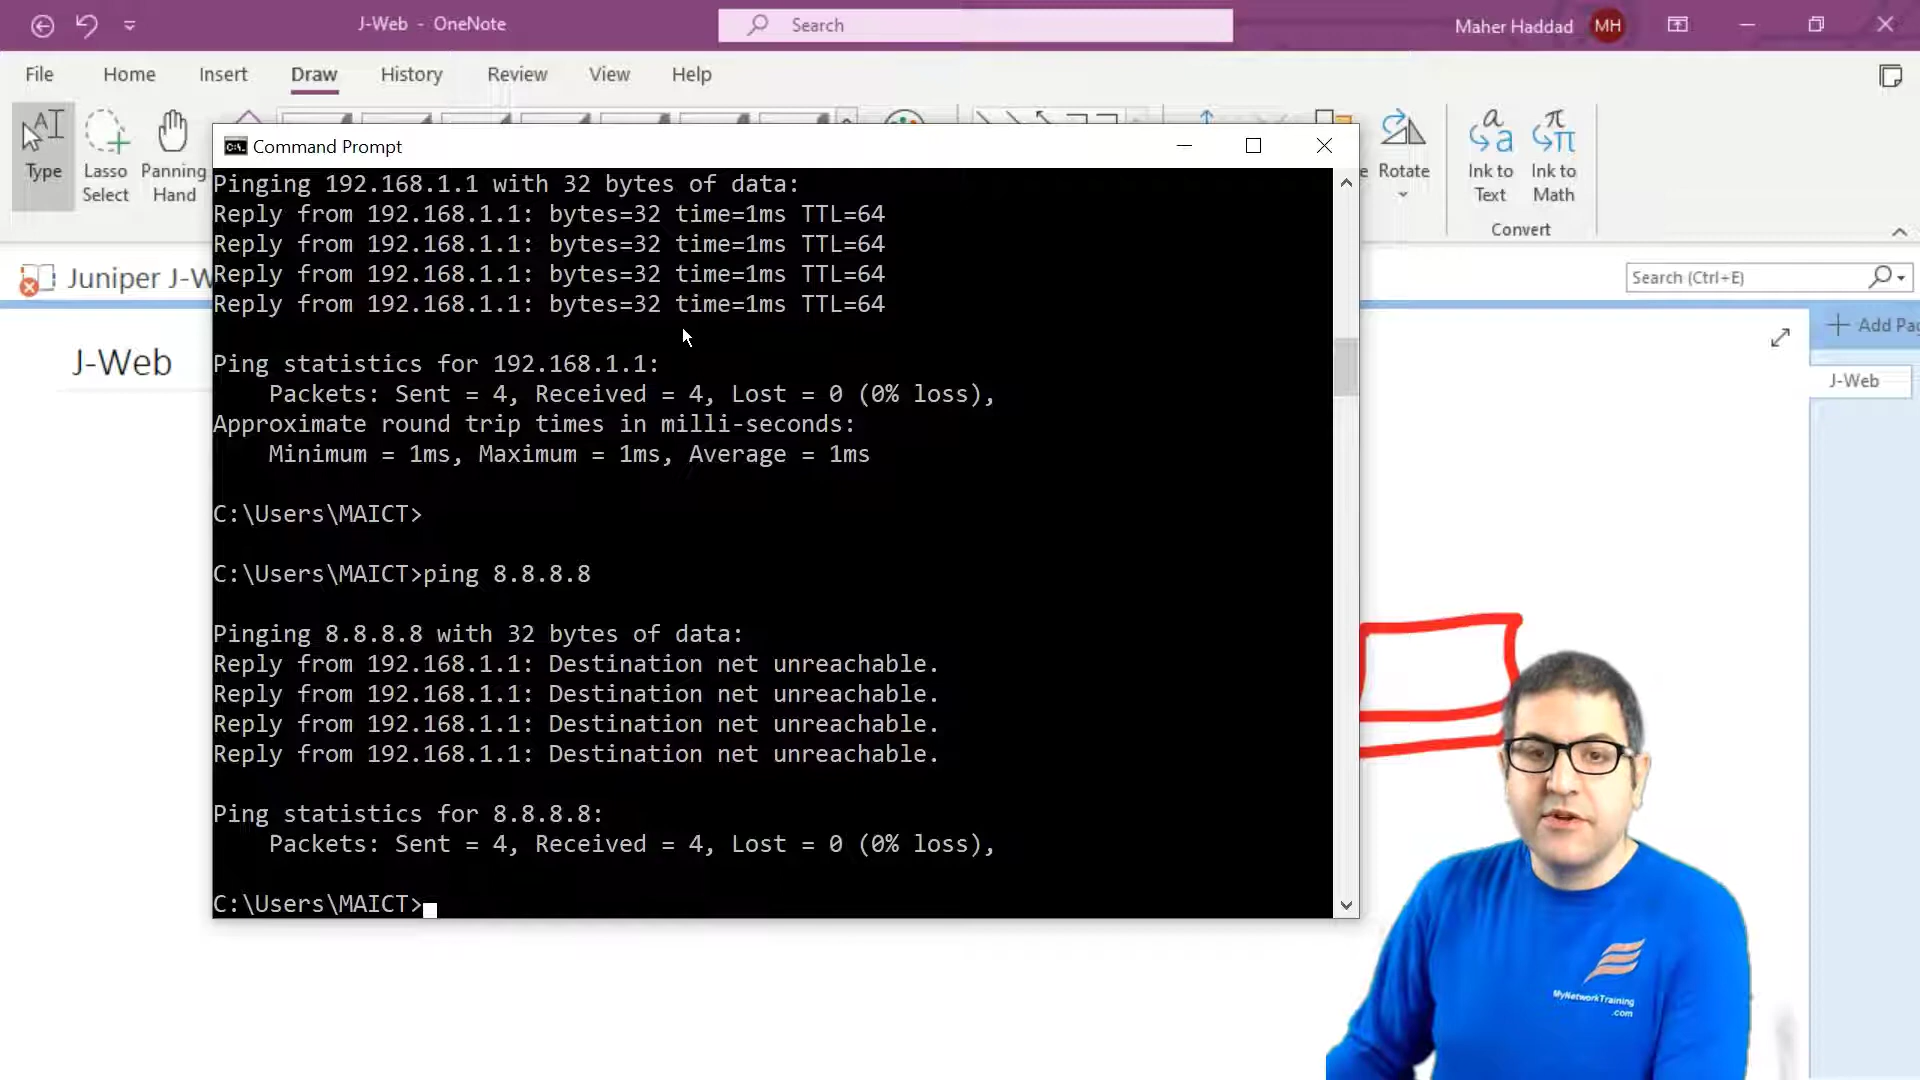 J-Web - OneNote
Search
Maher Haddad
MH
File
Home
Insert
Draw
History
Review
View
Help
Type
Lasso Select
Panning Hand
Rotate
Ink to Text
Ink to Math
Convert
Command Prompt
Juniper J-W
Search (Ctrl+E)
J-Web
Add Pag
J-Web
Pinging 192.168.1.1 with 32 bytes of data:
Reply from 192.168.1.1: bytes=32 time=1ms TTL=64
Reply from 192.168.1.1: bytes=32 time=1ms TTL=64
Reply from 192.168.1.1: bytes=32 time=1ms TTL=64
Reply from 192.168.1.1: bytes=32 time=1ms TTL=64
Ping statistics for 192.168.1.1:
Packets: Sent = 4, Received = 4, Lost = 0 (0% loss),
Approximate round trip times in milli-seconds:
Minimum = 1ms, Maximum = 1ms, Average = 1ms
C:\Users\MAICT>
C:\Users\MAICT>ping 8.8.8.8
Pinging 8.8.8.8 with 32 bytes of data:
Reply from 192.168.1.1: Destination net unreachable.
Reply from 192.168.1.1: Destination net unreachable.
Reply from 192.168.1.1: Destination net unreachable.
Reply from 192.168.1.1: Destination net unreachable.
Ping statistics for 8.8.8.8:
Packets: Sent = 4, Received = 4, Lost = 0 (0% loss),
C:\Users\MAICT>
MyNetworkTraining
.com